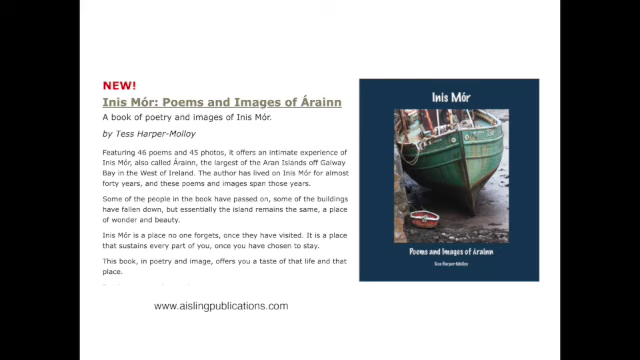 NEW!
Inis Mór: Poems and Images of Árainn
A book of poetry and images of Inis Mór.
by Tess Harper-Molloy
Featuring 46 poems and 45 photos, it offers an intimate experience of
Inis Mór, also called Árainn, the largest of the Aran Islands off Galway
Bay in the West of Ireland. The author has lived on Inis Mór for almost
forty years, and these poems and images span those years.
Some of the people in the book have passed on, some of the buildings
have fallen down, but essentially the island remains the same, a place
of wonder and beauty.
Inis Mór is a place no one forgets, once they have visited. It is a place
that sustains every part of you, once you have chosen to stay.
This book, in poetry and image, offers you a taste of that life and that
place.
www.aislingpublications.com
Inis Mór
Poems and Images of Árainn
Tess Harper-Molloy